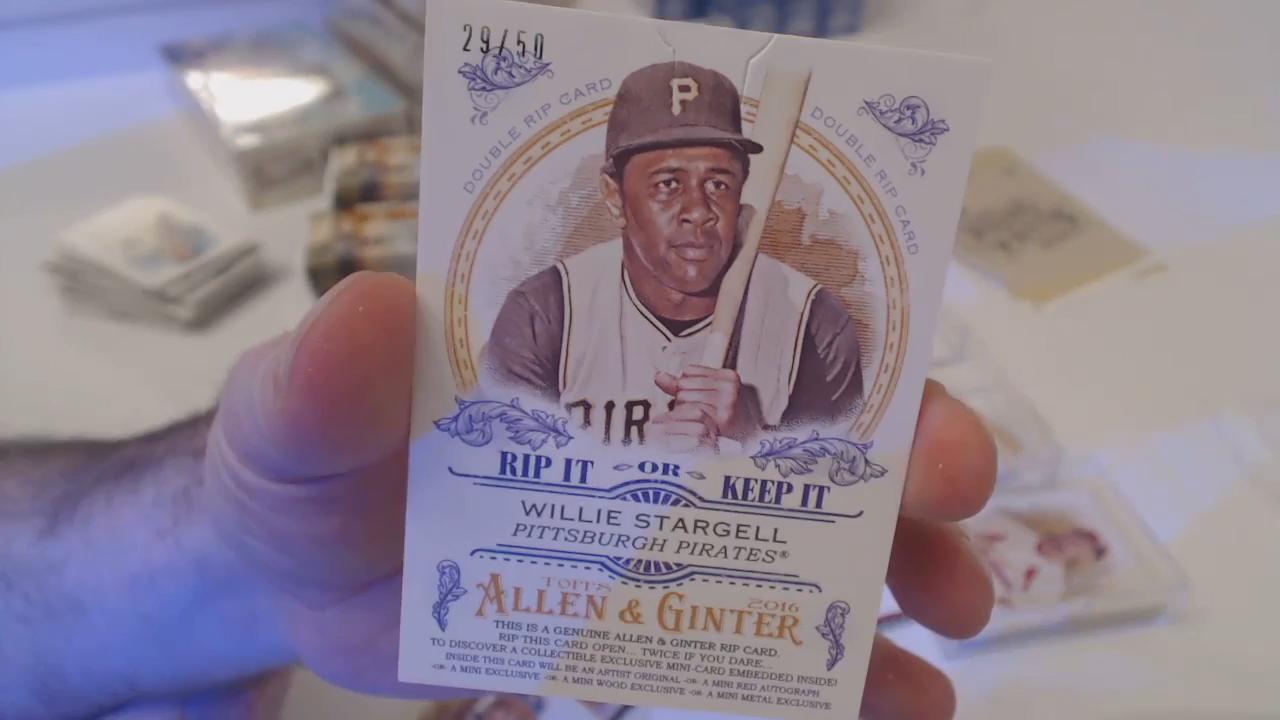 29/50
DOUBLE RIP CARD
DOUBLE RIP CARD
P
PIR
RIP IT -OR- KEEP IT
WILLIE STARGELL
PITTSBURGH PIRATES®
TOPPS 2016
ALLEN & GINTER
THIS IS A GENUINE ALLEN & GINTER RIP CARD.
RIP THIS CARD OPEN... TWICE IF YOU DARE...
TO DISCOVER A COLLECTIBLE EXCLUSIVE MINI-CARD EMBEDDED INSIDE!
INSIDE THIS CARD WILL BE AN ARTIST ORIGINAL -OR- A MINI RED AUTOGRAPH
-OR- A MINI EXCLUSIVE -OR- A MINI WOOD EXCLUSIVE -OR- A MINI METAL EXCLUSIVE